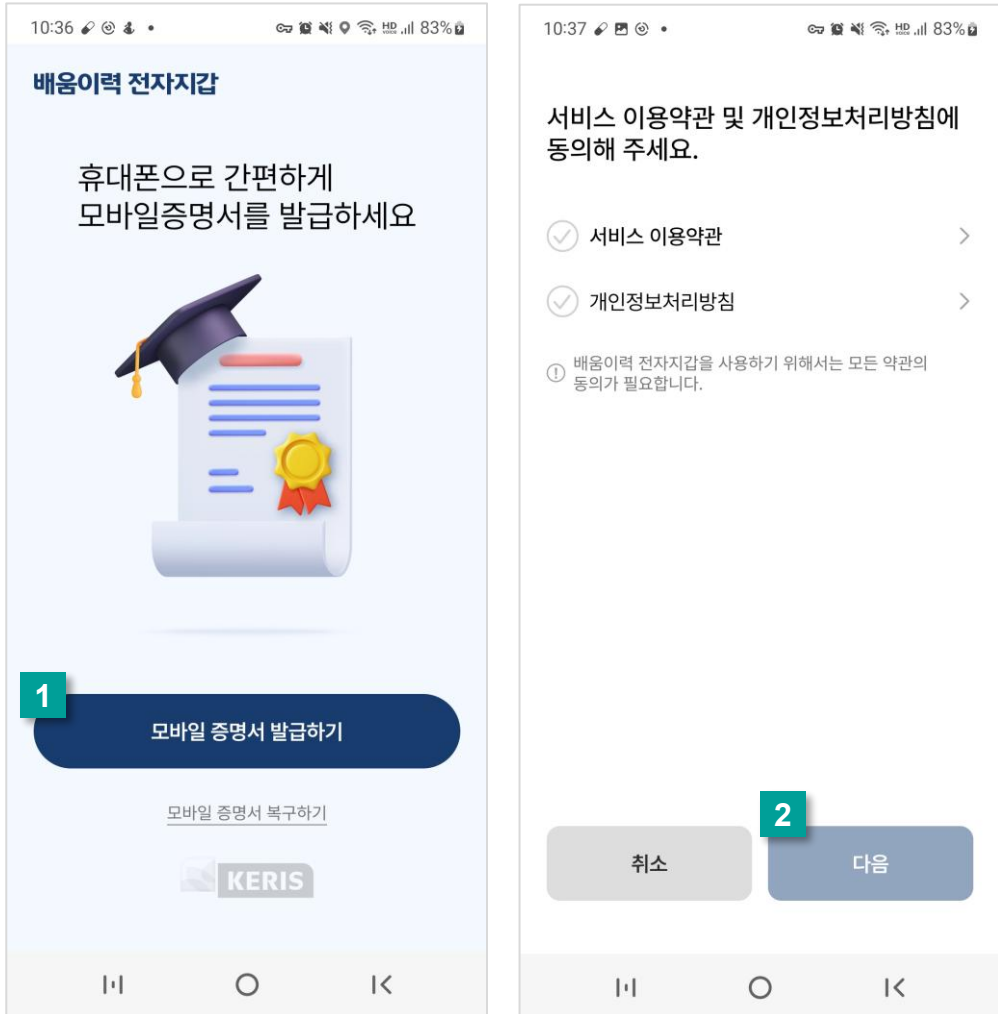 10:36
HD VOICE 83%
배움이력 전자지갑
휴대폰으로 간편하게
모바일증명서를 발급하세요
1
모바일 증명서 발급하기
모바일 증명서 복구하기
KERIS
10:37
HD VOICE 83%
서비스 이용약관 및 개인정보처리방침에
동의해 주세요.
서비스 이용약관
개인정보처리방침
배움이력 전자지갑을 사용하기 위해서는 모든 약관의
동의가 필요합니다.
2
취소
다음